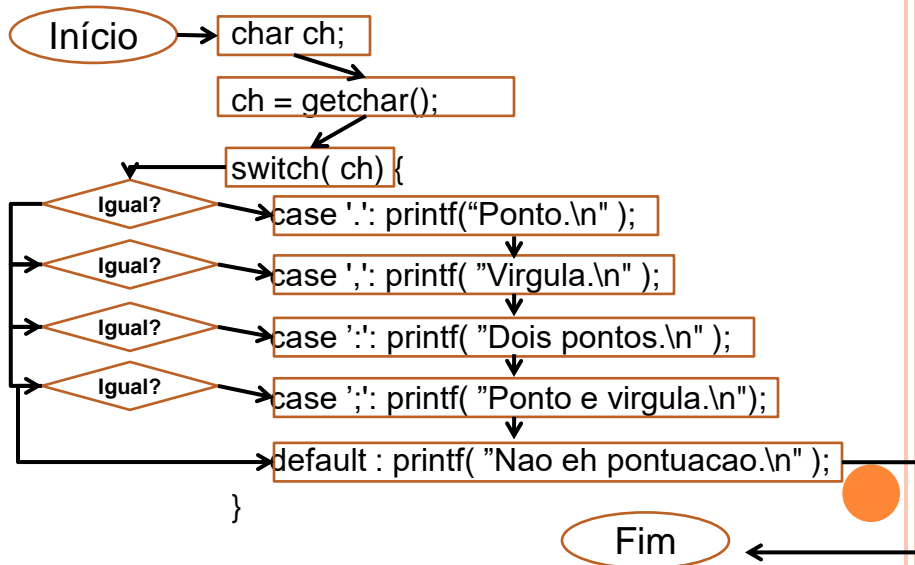 Início
char ch;
ch = getchar();
switch( ch) {
Igual?
case '.': printf(“Ponto.\n" );
Igual?
case ',': printf( ”Virgula.\n" );
Igual?
case ':': printf( ”Dois pontos.\n" );
Igual?
case ';': printf( ”Ponto e virgula.\n");
default : printf( ”Nao eh pontuacao.\n" );
}
Fim